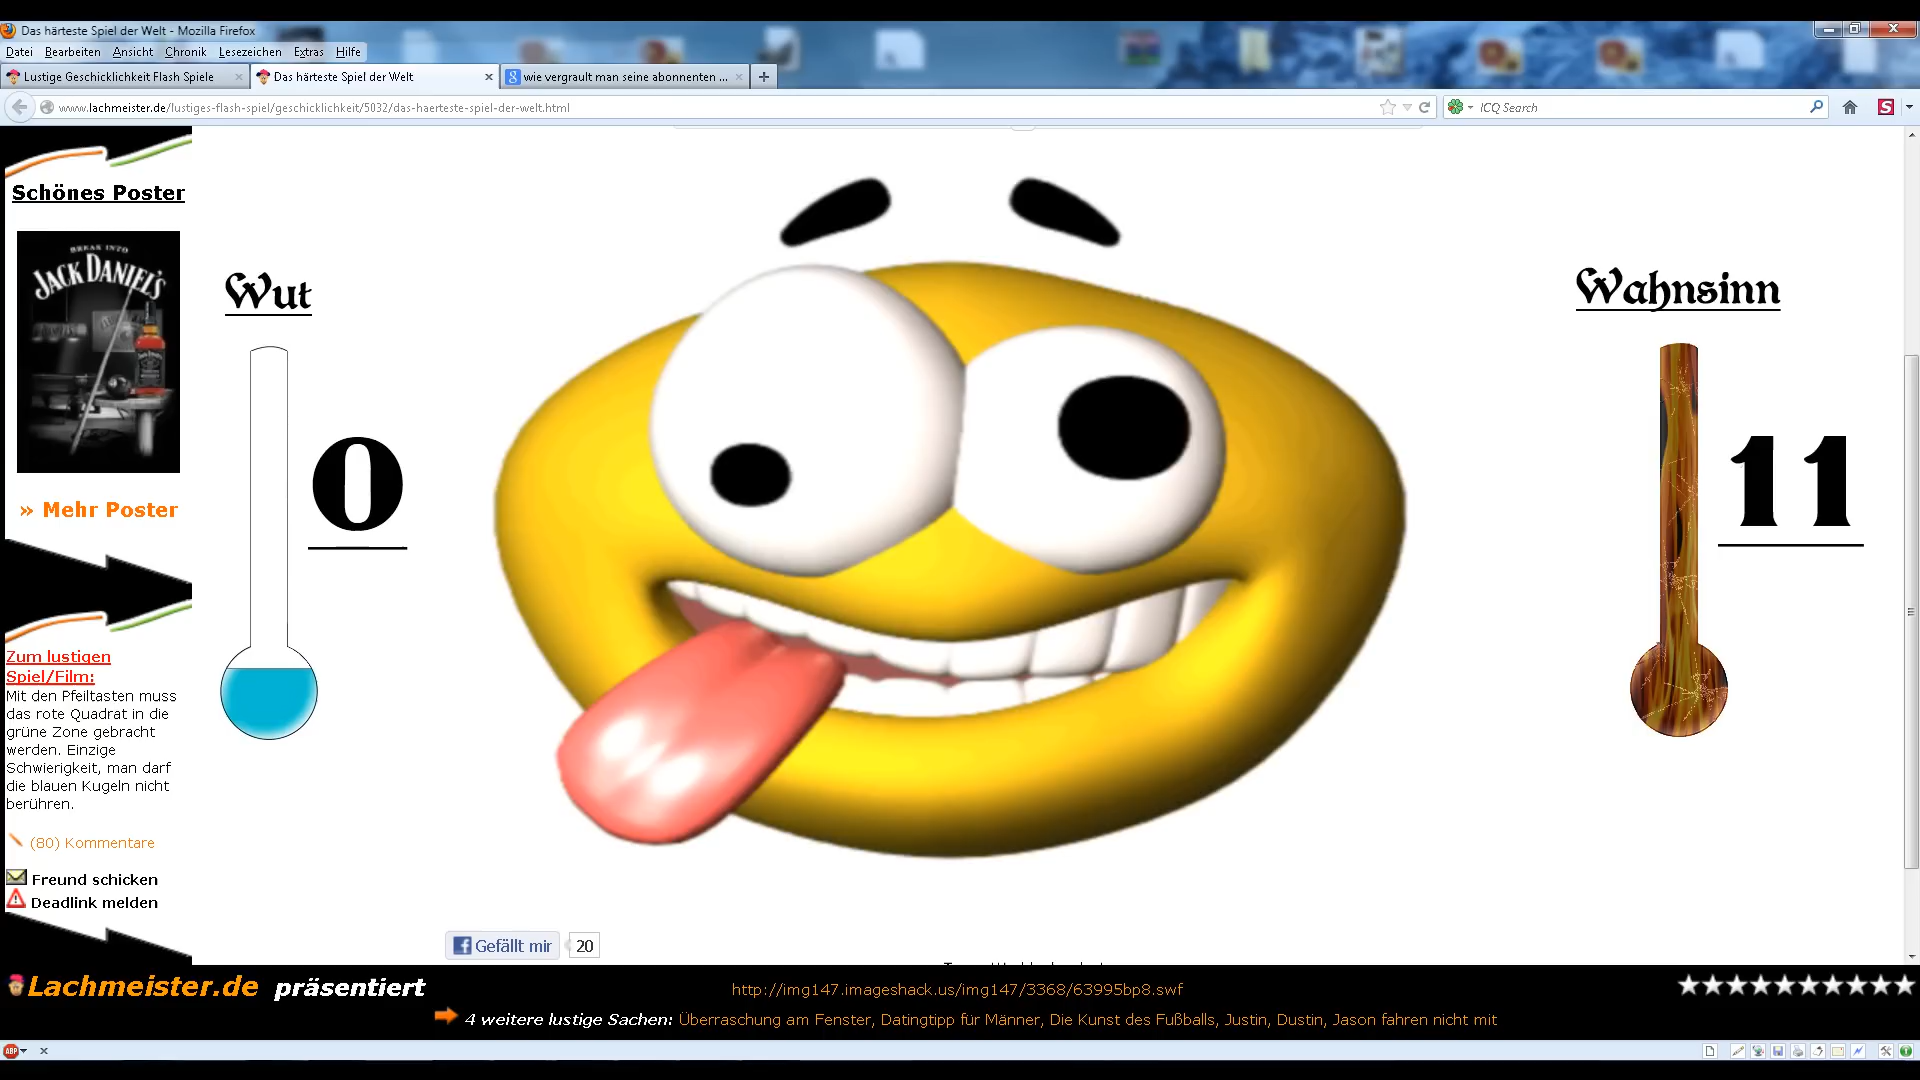 Das härteste Spiel der Welt - Mozilla Firefox
Datei Bearbeiten Ansicht Chronik Lesezeichen Extras Hilfe
Lustige Geschicklichkeit Flash Spiele
Das härteste Spiel der Welt
wie vergrault man seine abonnenten ...
www.lachmeister.de/lustiges-flash-spiel/geschicklichkeit/5032/das-haerteste-spiel-der-welt.html
ICQ Search
Schönes Poster
BREAK INTO
JACK DANIEL'S
» Mehr Poster
Wut
0
Wahnsinn
11
Zum lustigen
Spiel/Film:
Mit den Pfeiltasten muss
das rote Quadrat in die
grüne Zone gebracht
werden. Einzige
Schwierigkeit, man darf
die blauen Kugeln nicht
berühren.
(80) Kommentare
Freund schicken
Deadlink melden
Gefällt mir 20
Lachmeister.de präsentiert
http://img147.imageshack.us/img147/3368/63995bp8.swf
4 weitere lustige Sachen: Überraschung am Fenster, Datingtipp für Männer, Die Kunst des Fußballs, Justin, Dustin, Jason fahren nicht mit
ABP